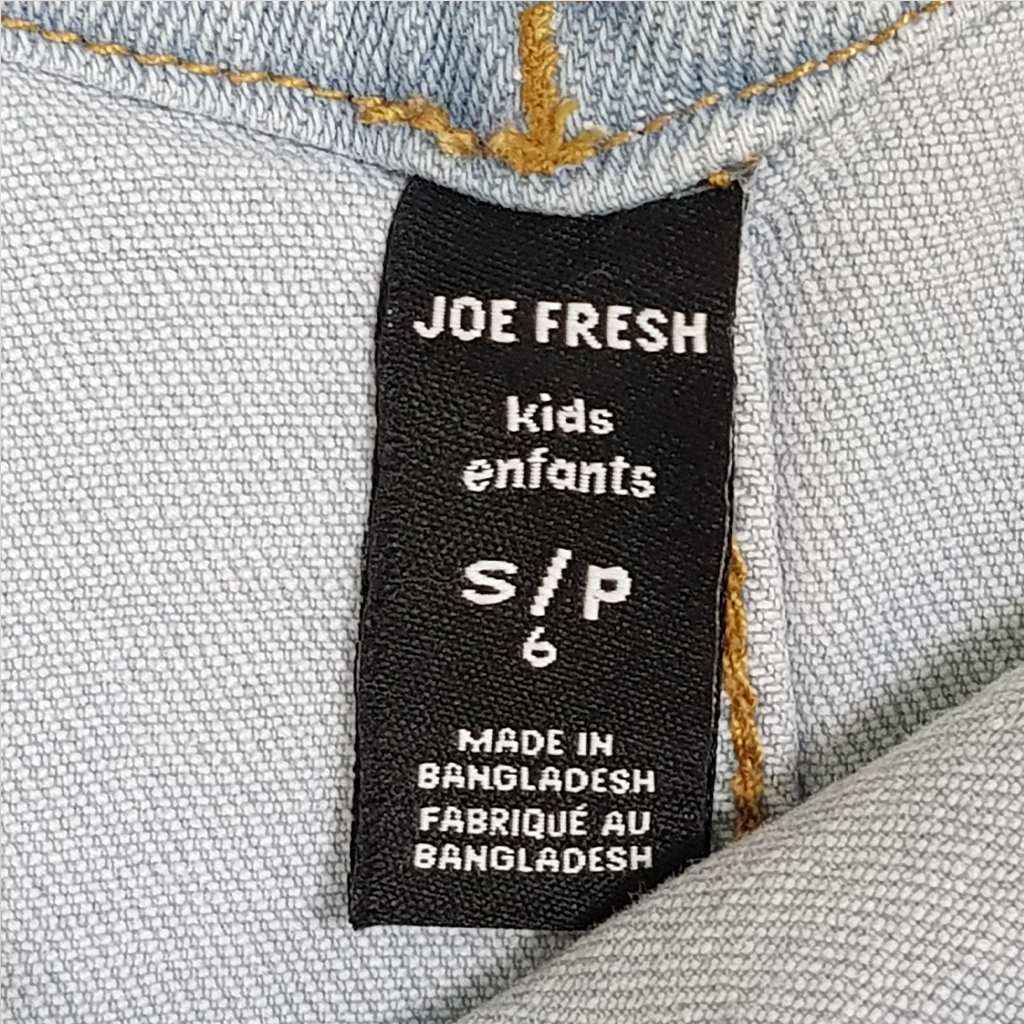 JOE FRESH
kids
enfants
S/P
6
MADE IN
BANGLADESH
FABRIQUÉ AU
BANGLADESH